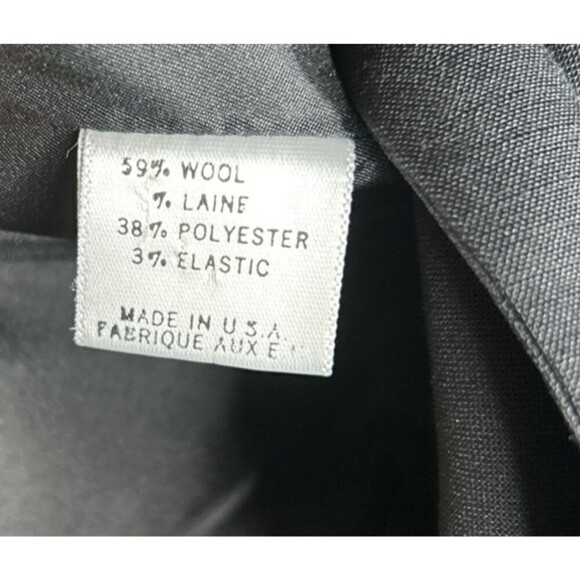 59% WOOL
% LAINE
38% POLYESTER
3% ELASTIC
MADE IN U.S.A.
FABRIQUE AUX E